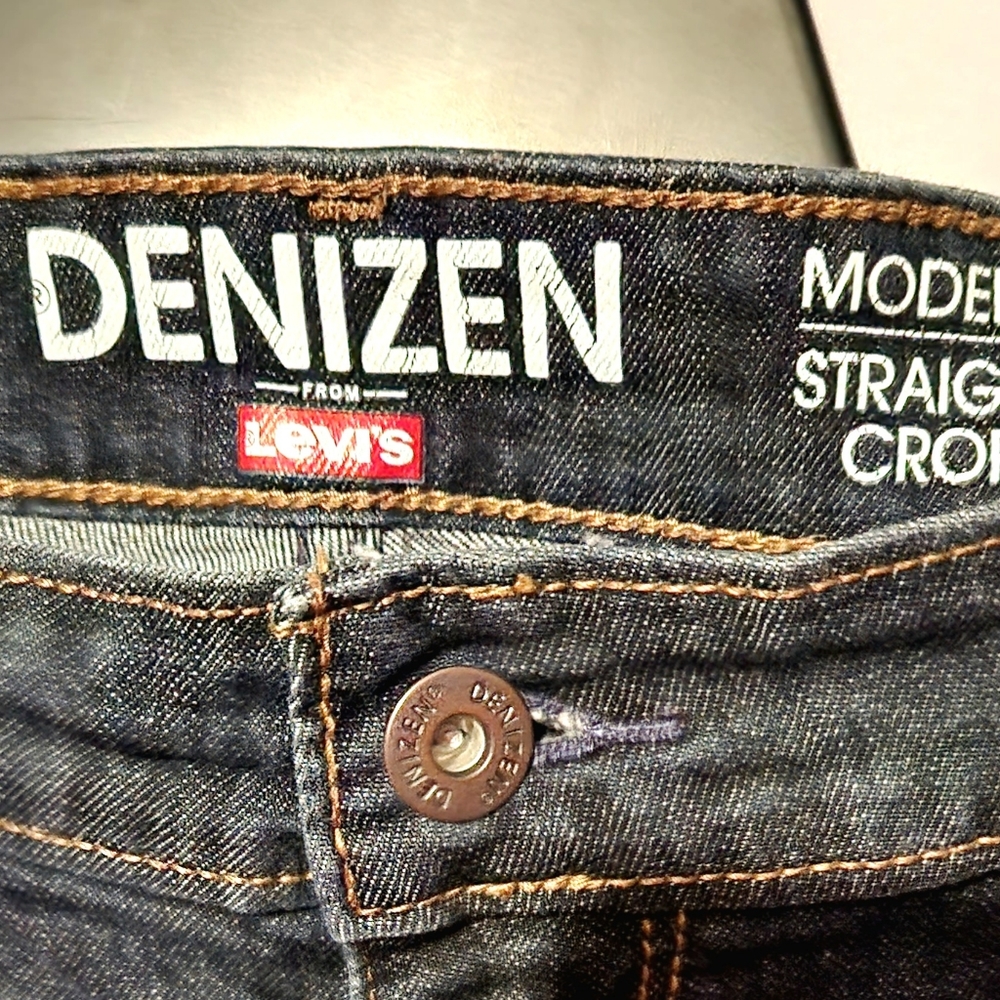 DENIZEN®
FROM
Levi's
MODE
STRAIG
CRO
DENIZEN® DENIZEN®